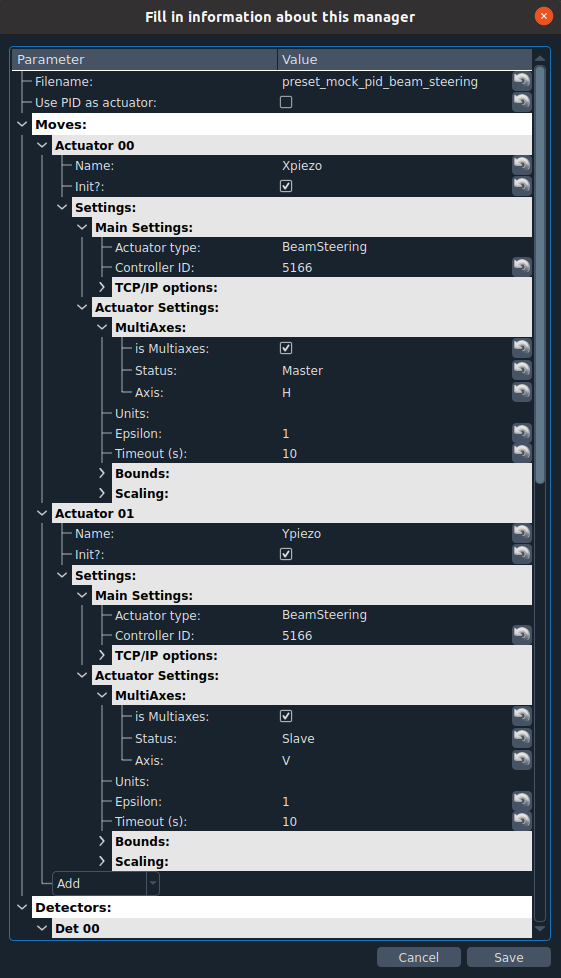 Fill in information about this manager
Parameter Value
Filename: preset_mock_pid_beam_steering
Use PID as actuator:
Moves:
Actuator 00
Name: Xpiezo
Init?:
Settings:
Main Settings:
Actuator type: BeamSteering
Controller ID: 5166
TCP/IP options:
Actuator Settings:
MultiAxes:
is Multiaxes:
Status: Master
Axis: H
Units:
Epsilon: 1
Timeout (s): 10
Bounds:
Scaling:
Actuator 01
Name: Ypiezo
Init?:
Settings:
Main Settings:
Actuator type: BeamSteering
Controller ID: 5166
TCP/IP options:
Actuator Settings:
MultiAxes:
is Multiaxes:
Status: Slave
Axis: V
Units:
Epsilon: 1
Timeout (s): 10
Bounds:
Scaling:
Add
Detectors:
Det 00
Cancel Save